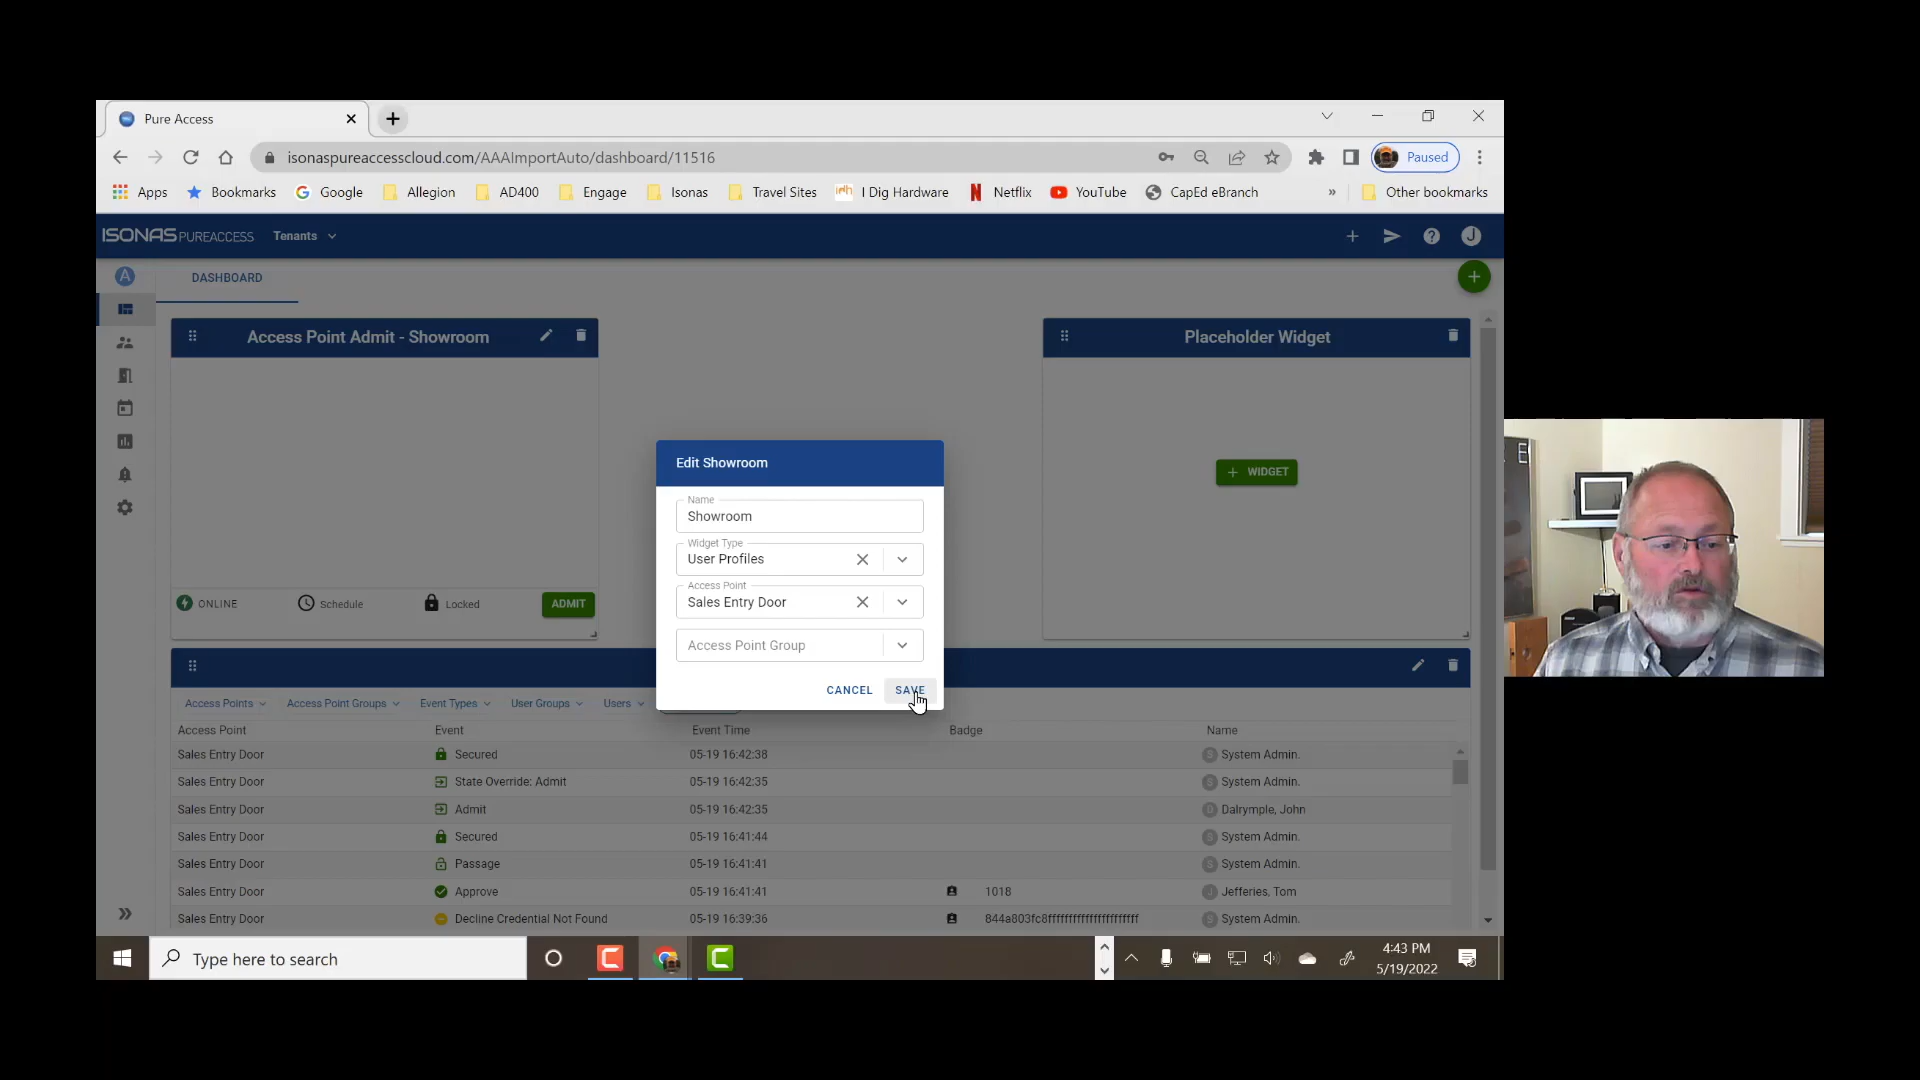 Pure Access
isonaspureaccesscloud.com/AAAImportAuto/dashboard/11516
Paused
Apps Bookmarks Google Allegion AD400 Engage Isonas Travel Sites I Dig Hardware Netflix YouTube CapEd eBranch » Other bookmarks
ISONAS PUREACCESS Tenants J
A DASHBOARD
Access Point Admit - Showroom
Placeholder Widget
+ WIDGET
ONLINE Schedule Locked ADMIT
Edit Showroom
Name
Showroom
Widget Type
User Profiles
Access Point
Sales Entry Door
Access Point Group
CANCEL SAVE
Access Points Access Point Groups Event Types User Groups Users
Access Point Event Event Time Badge Name
Sales Entry Door Secured 05-19 16:42:38 S System Admin.
Sales Entry Door State Override: Admit 05-19 16:42:35 S System Admin.
Sales Entry Door Admit 05-19 16:42:35 D Dalrymple, John
Sales Entry Door Secured 05-19 16:41:44 S System Admin.
Sales Entry Door Passage 05-19 16:41:41 S System Admin.
Sales Entry Door Approve 05-19 16:41:41 1018 J Jefferies, Tom
Sales Entry Door Decline Credential Not Found 05-19 16:39:36 844a803fc8ffffffffffffffffffffff S System Admin.
Type here to search
4:43 PM
5/19/2022
E